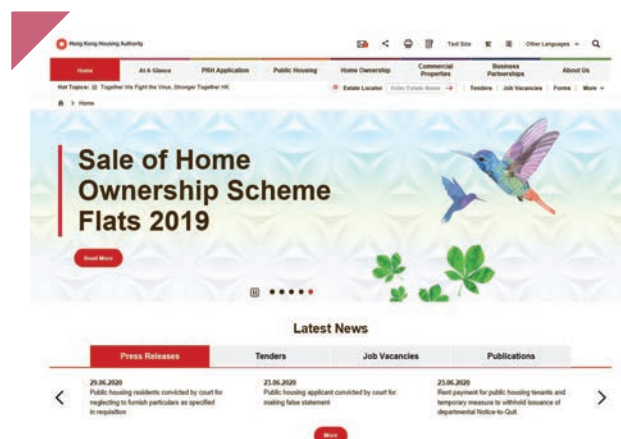 Hong Kong Housing Authority
Text Size 繁 簡 Other Languages
Home At A Glance PRH Application Public Housing Home Ownership Commercial Properties Business Partnerships About Us
Hot Topics: Together We Fight the Virus, Stronger Together HK. Estate Locator Enter Estate Name Tenders Job Vacancies Forms More
Home
Sale of Home
Ownership Scheme
Flats 2019
Read More
Latest News
Press Releases Tenders Job Vacancies Publications
29.06.2020
Public housing residents convicted by court for
neglecting to furnish particulars as specified
in requisition
23.06.2020
Public housing applicant convicted by court for
making false statement
23.06.2020
Rent payment for public housing tenants and
temporary measure to withhold issuance of
departmental Notice-to-Quit
More